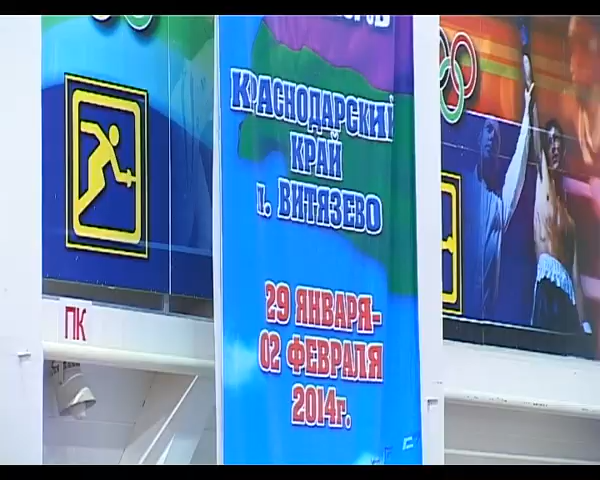 КРАСНОДАРСКИЙ
КРАЙ
п. ВИТЯЗЕВО
29 ЯНВАРЯ-
02 ФЕВРАЛЯ
2014г.
ПК